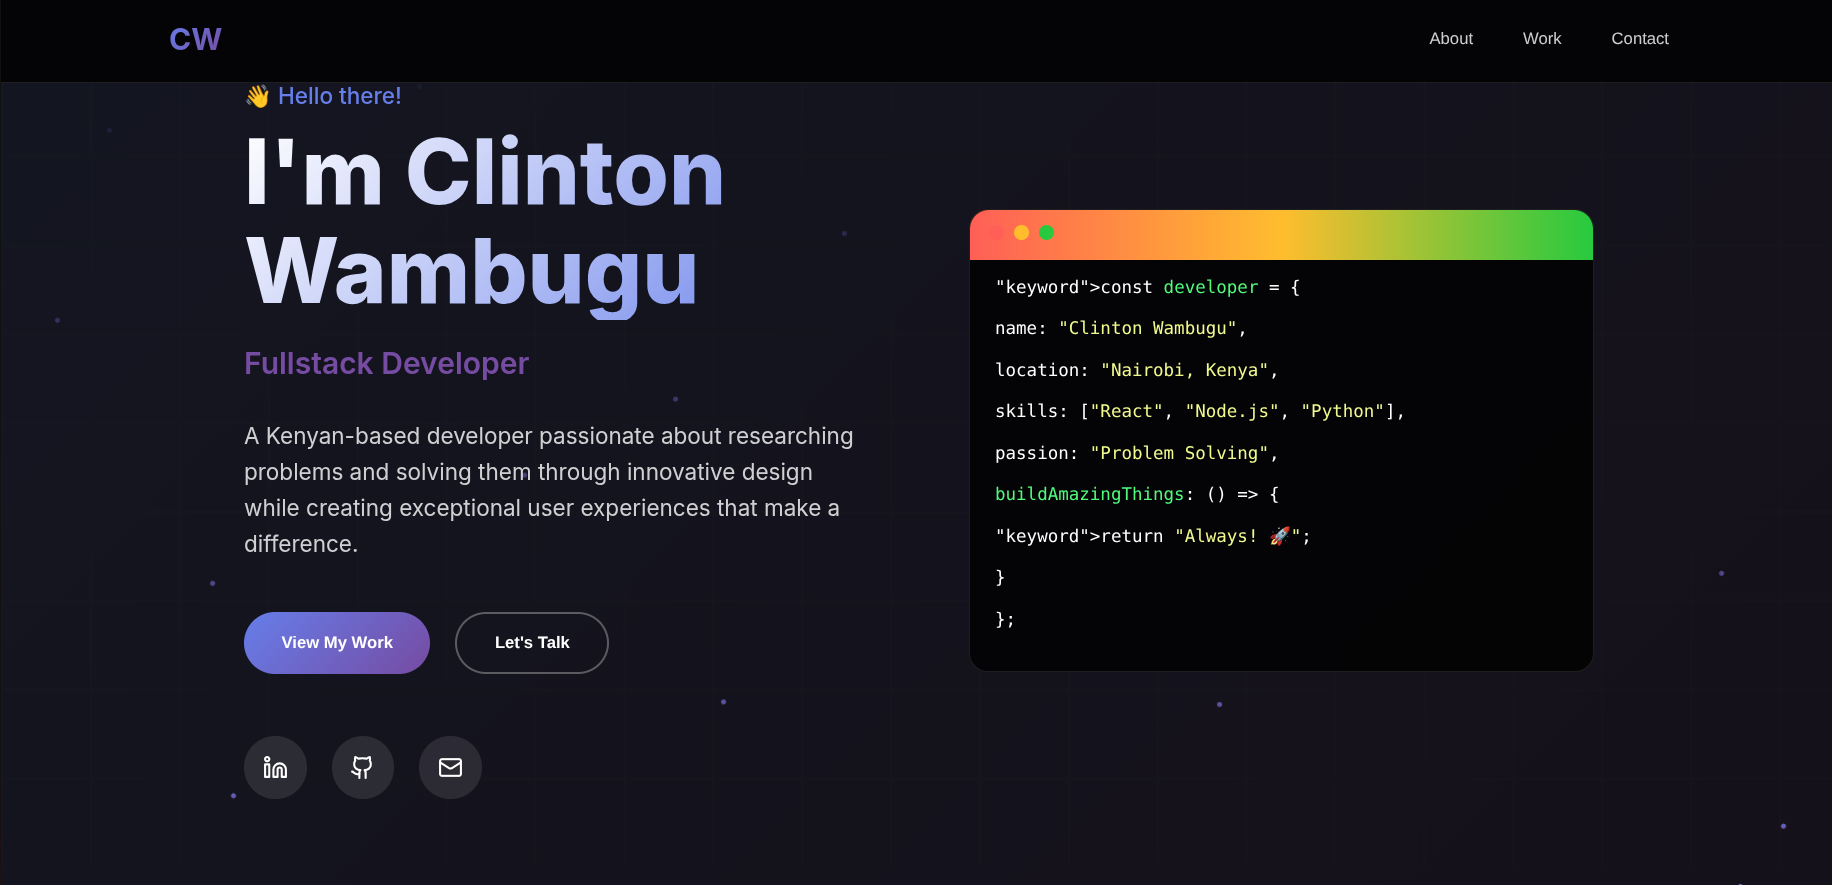 CW
About Work Contact
👋 Hello there!
I'm Clinton
Wambugu
Fullstack Developer
A Kenyan-based developer passionate about researching
problems and solving them through innovative design
while creating exceptional user experiences that make a
difference.
View My Work Let's Talk
"keyword">const developer = {
name: "Clinton Wambugu",
location: "Nairobi, Kenya",
skills: ["React", "Node.js", "Python"],
passion: "Problem Solving",
buildAmazingThings: () => {
"keyword">return "Always! 🚀";
}
};